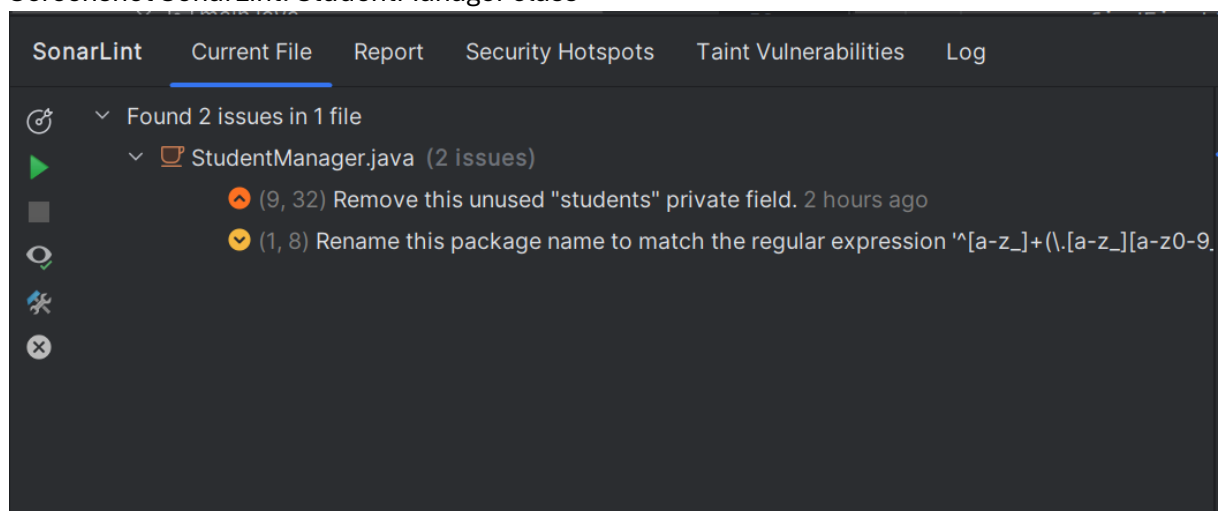 SonarLint Current File Report Security Hotspots Taint Vulnerabilities Log
Found 2 issues in 1 file
StudentManager.java (2 issues)
(9, 32) Remove this unused "students" private field. 2 hours ago
(1, 8) Rename this package name to match the regular expression '^[a-z_]+(\.[a-z_][a-z0-9_